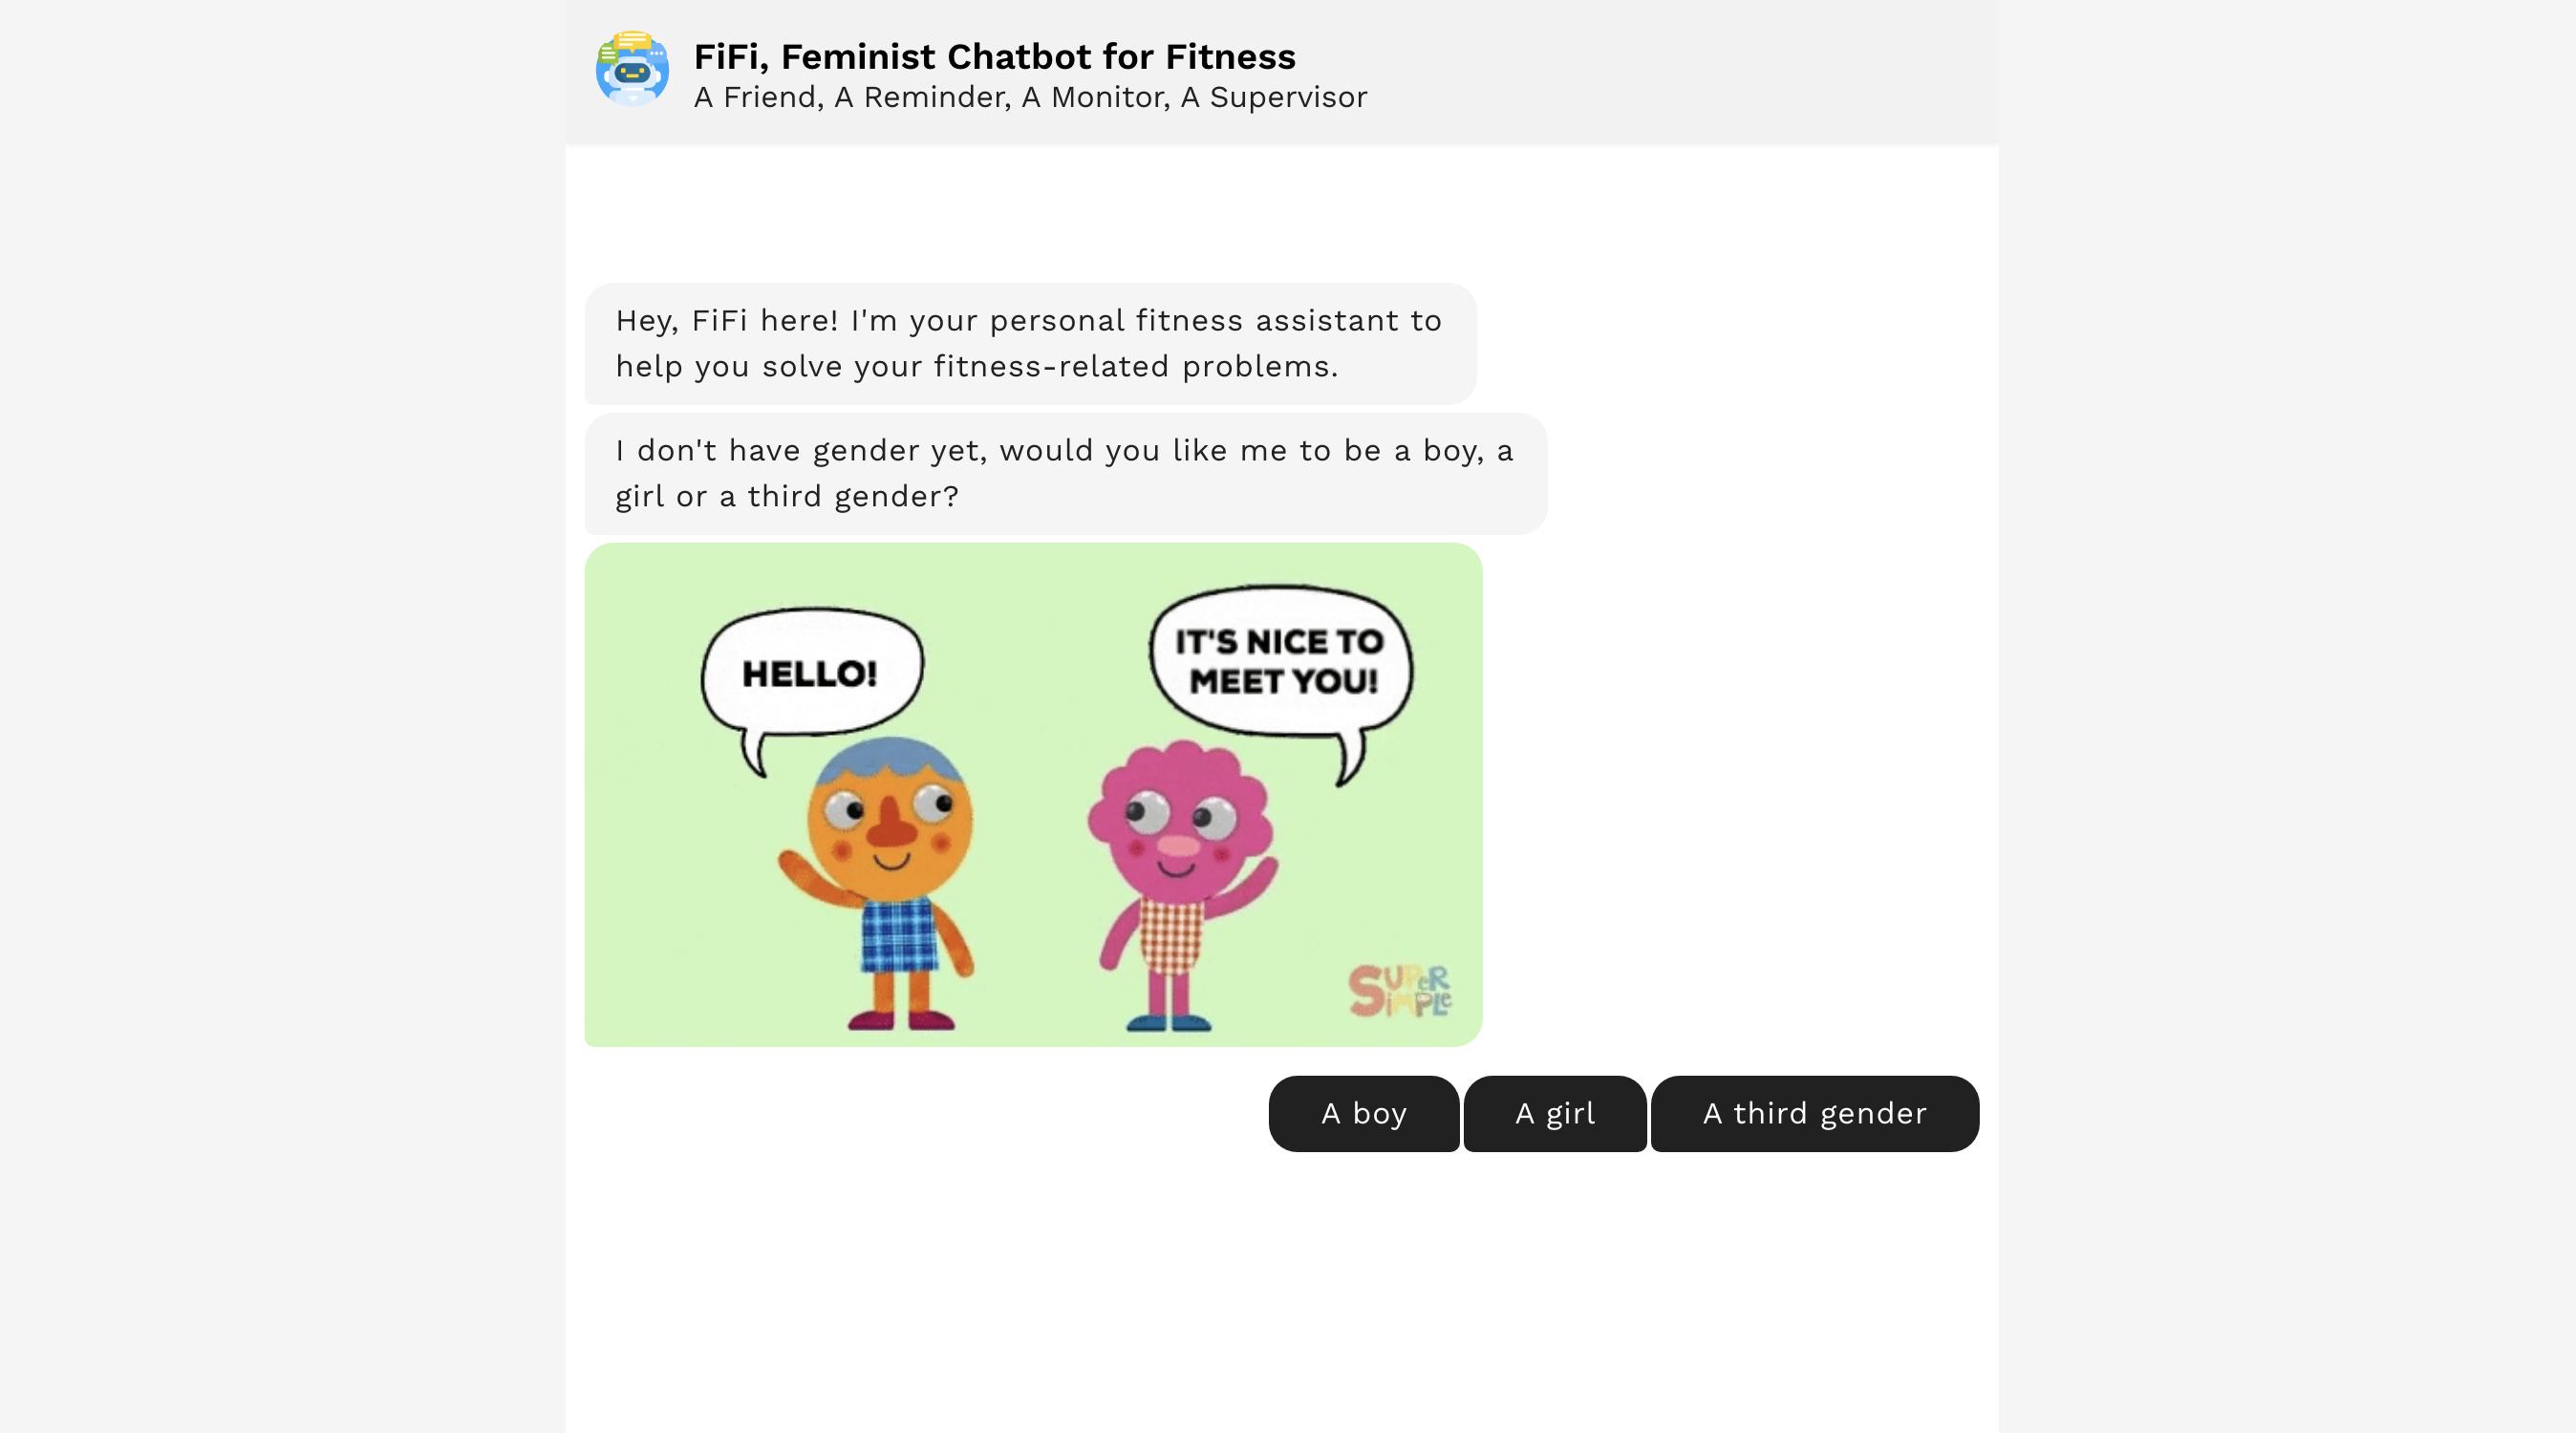 FiFi, Feminist Chatbot for Fitness
A Friend, A Reminder, A Monitor, A Supervisor
Hey, FiFi here! I'm your personal fitness assistant to
help you solve your fitness-related problems.
I don't have gender yet, would you like me to be a boy, a
girl or a third gender?
HELLO!
IT'S NICE TO
MEET YOU!
SUPeR
SiMPLe
A boy
A girl
A third gender